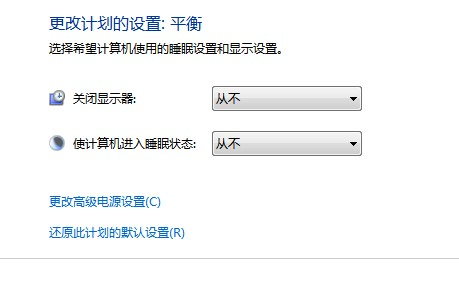 更改计划的设置: 平衡
选择希望计算机使用的睡眠设置和显示设置。
关闭显示器: 从不
使计算机进入睡眠状态: 从不
更改高级电源设置(C)
还原此计划的默认设置(R)